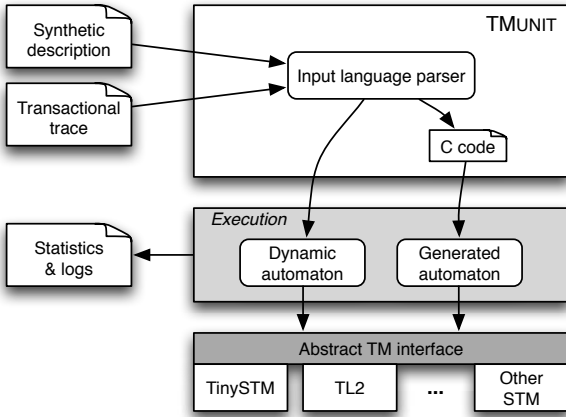 Synthetic
description
TMUNIT
Input language parser
Transactional
trace
C code
Execution
Statistics
& logs
Dynamic
automaton
Generated
automaton
Abstract TM interface
TinySTM
TL2
...
Other
STM